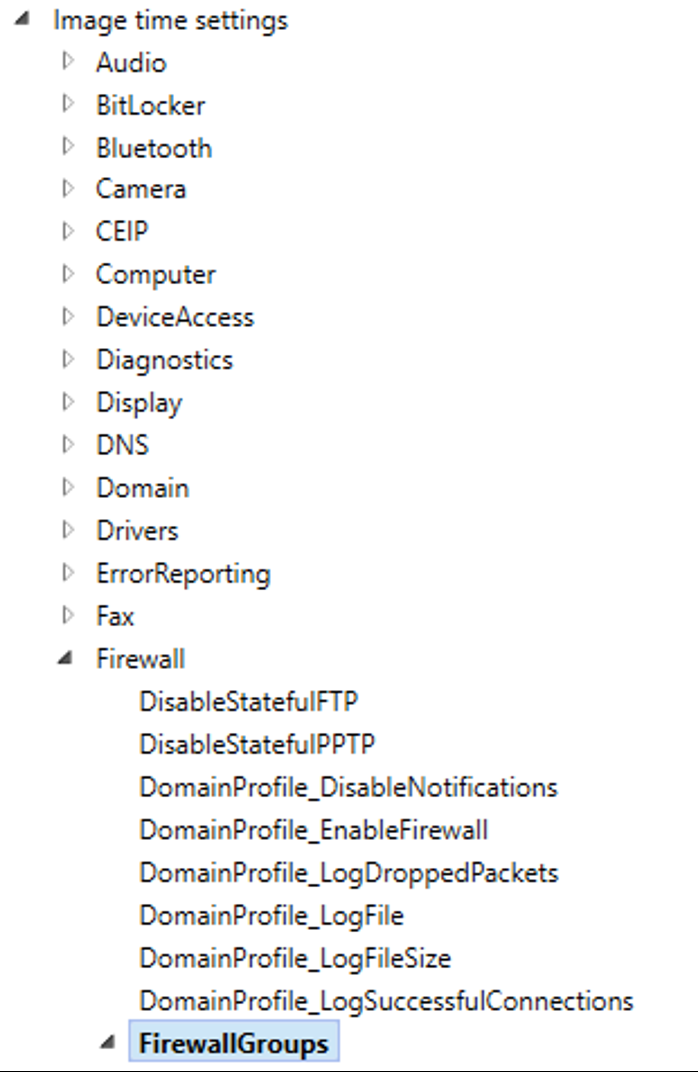 Image time settings
Audio
BitLocker
Bluetooth
Camera
CEIP
Computer
DeviceAccess
Diagnostics
Display
DNS
Domain
Drivers
ErrorReporting
Fax
Firewall
DisableStatefulFTP
DisableStatefulPPTP
DomainProfile_DisableNotifications
DomainProfile_EnableFirewall
DomainProfile_LogDroppedPackets
DomainProfile_LogFile
DomainProfile_LogFileSize
DomainProfile_LogSuccessfulConnections
FirewallGroups